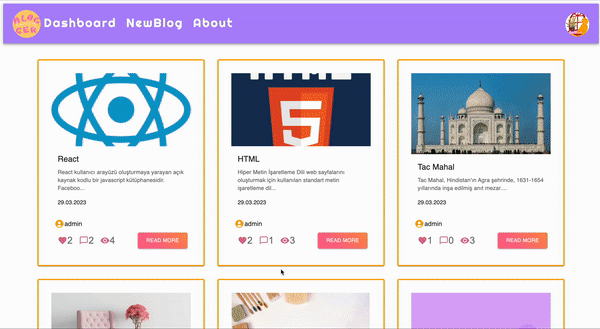 BLOG
GER
Dashboard NewBlog About
React
React kullanıcı arayüzü oluşturmaya yarayan açık
kaynak kodlu bir javascript kütüphanesidir.
Faceboo...
29.03.2023
admin
2 2 4
READ MORE
HTML
HTML
Hiper Metin İşaretleme Dili web sayfalarını
oluşturmak için kullanılan standart metin
işaretleme dil...
29.03.2023
admin
2 1 3
READ MORE
Tac Mahal
Tac Mahal, Hindistan'ın Agra şehrinde, 1631-1654
yıllarında inşa edilmiş anıt mezar....
29.03.2023
admin
1 0 3
READ MORE